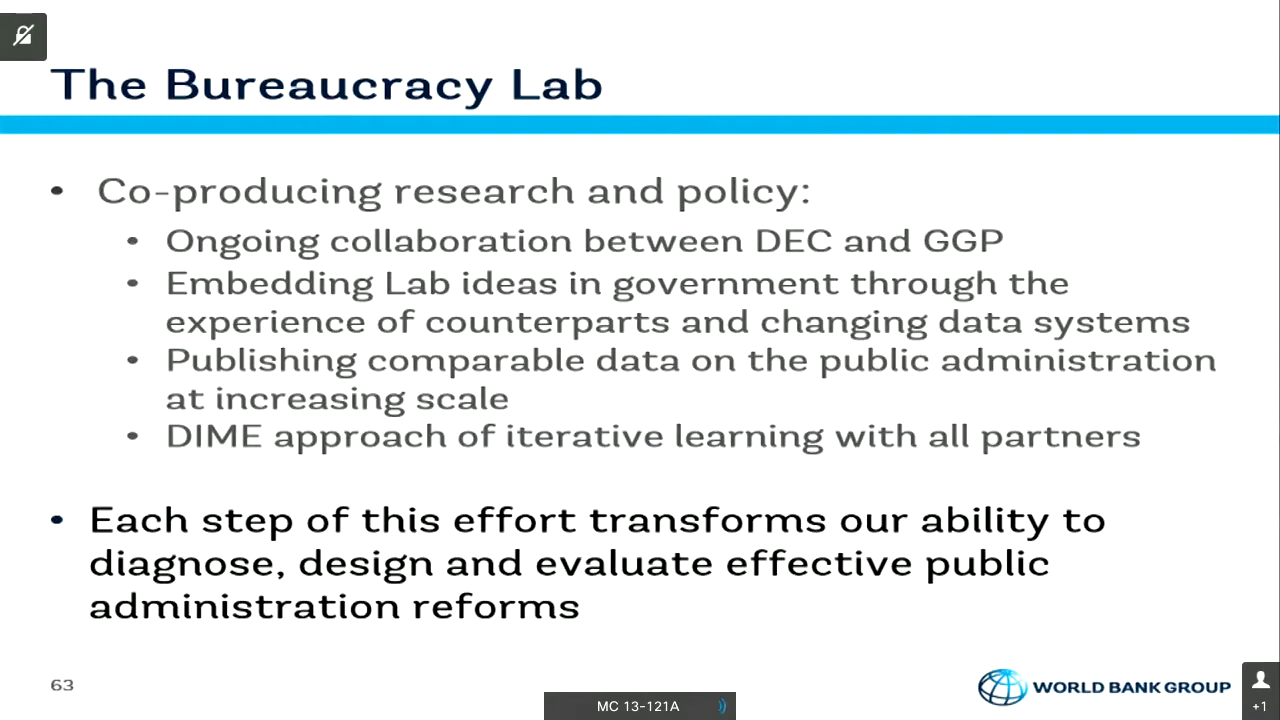 The Bureaucracy Lab
• Co-producing research and policy:
• Ongoing collaboration between DEC and GGP
• Embedding Lab ideas in government through the
experience of counterparts and changing data systems
• Publishing comparable data on the public administration
at increasing scale
• DIME approach of iterative learning with all partners
• Each step of this effort transforms our ability to
diagnose, design and evaluate effective public
administration reforms
63
WORLD BANK GROUP
MC 13-121A
+1